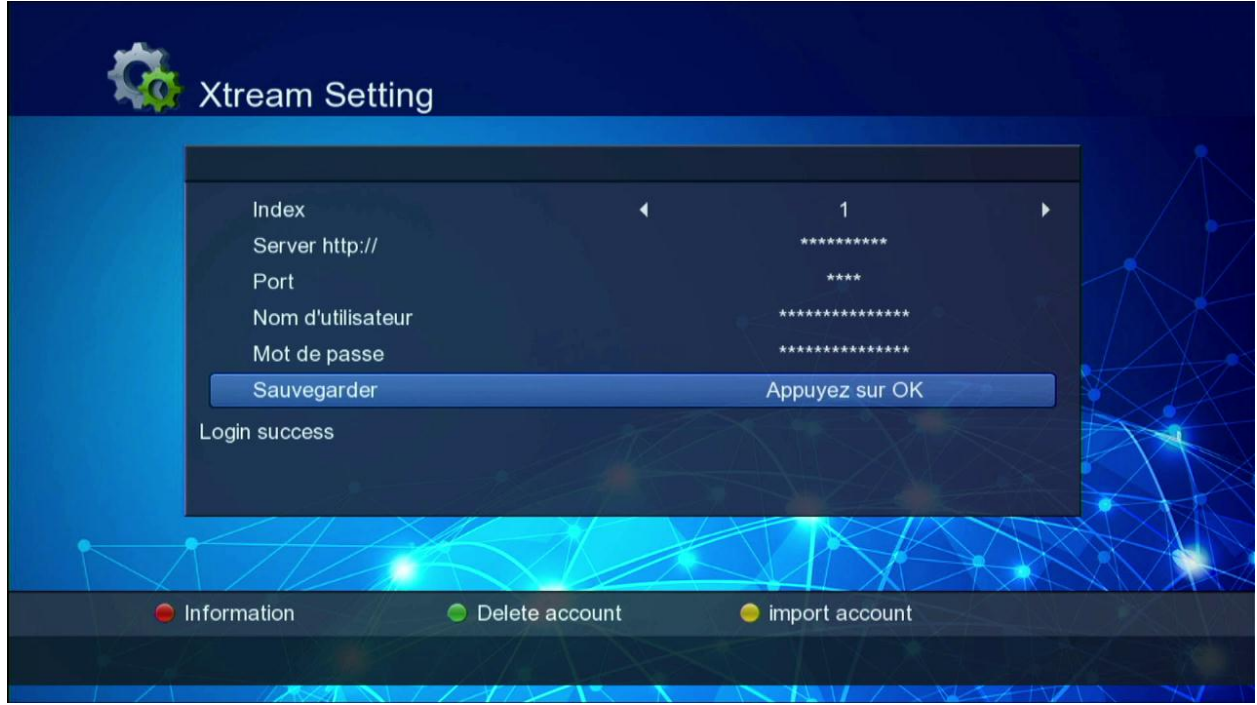 Xtream Setting
Index 1
Server http:// **********
Port ****
Nom d'utilisateur ***************
Mot de passe ***************
Sauvegarder Appuyez sur OK
Login success
Information Delete account import account